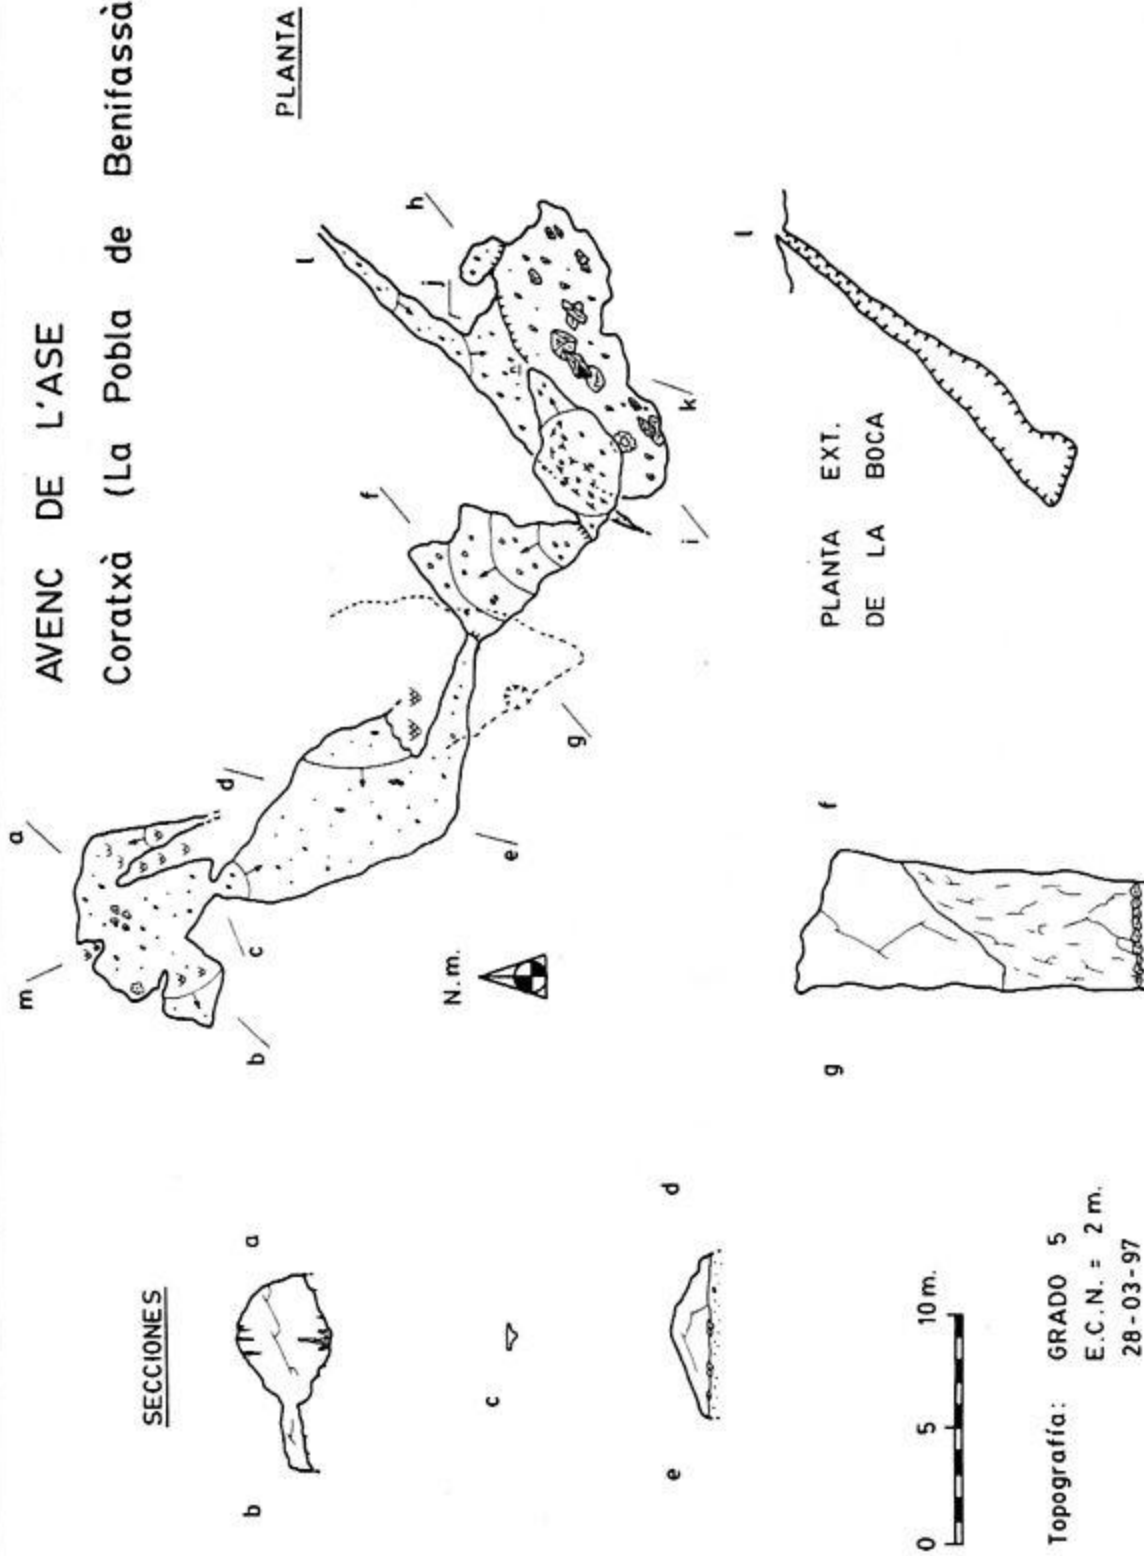 AVENC DE L'ASE
Coratxà (La Pobla de Benifassà
PLANTA
SECCIONES
a
m
b
c
d
e
f
g
h
i
j
k
l
N.m.
b a
c
e d
g f
PLANTA EXT.
DE LA BOCA
l
0 5 10 m.
Topografía: GRADO 5
E.C.N. = 2 m.
28-03-97